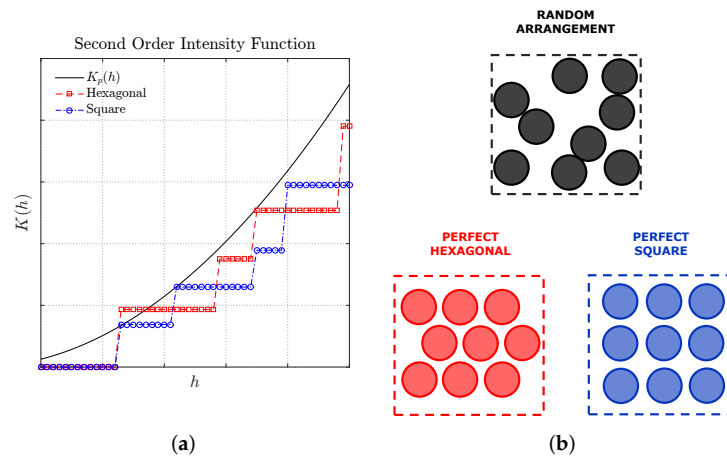 Second Order Intensity Function
K_p(h)
Hexagonal
Square
K(h)
h
(a)
RANDOM
ARRANGEMENT
PERFECT
HEXAGONAL
PERFECT
SQUARE
(b)